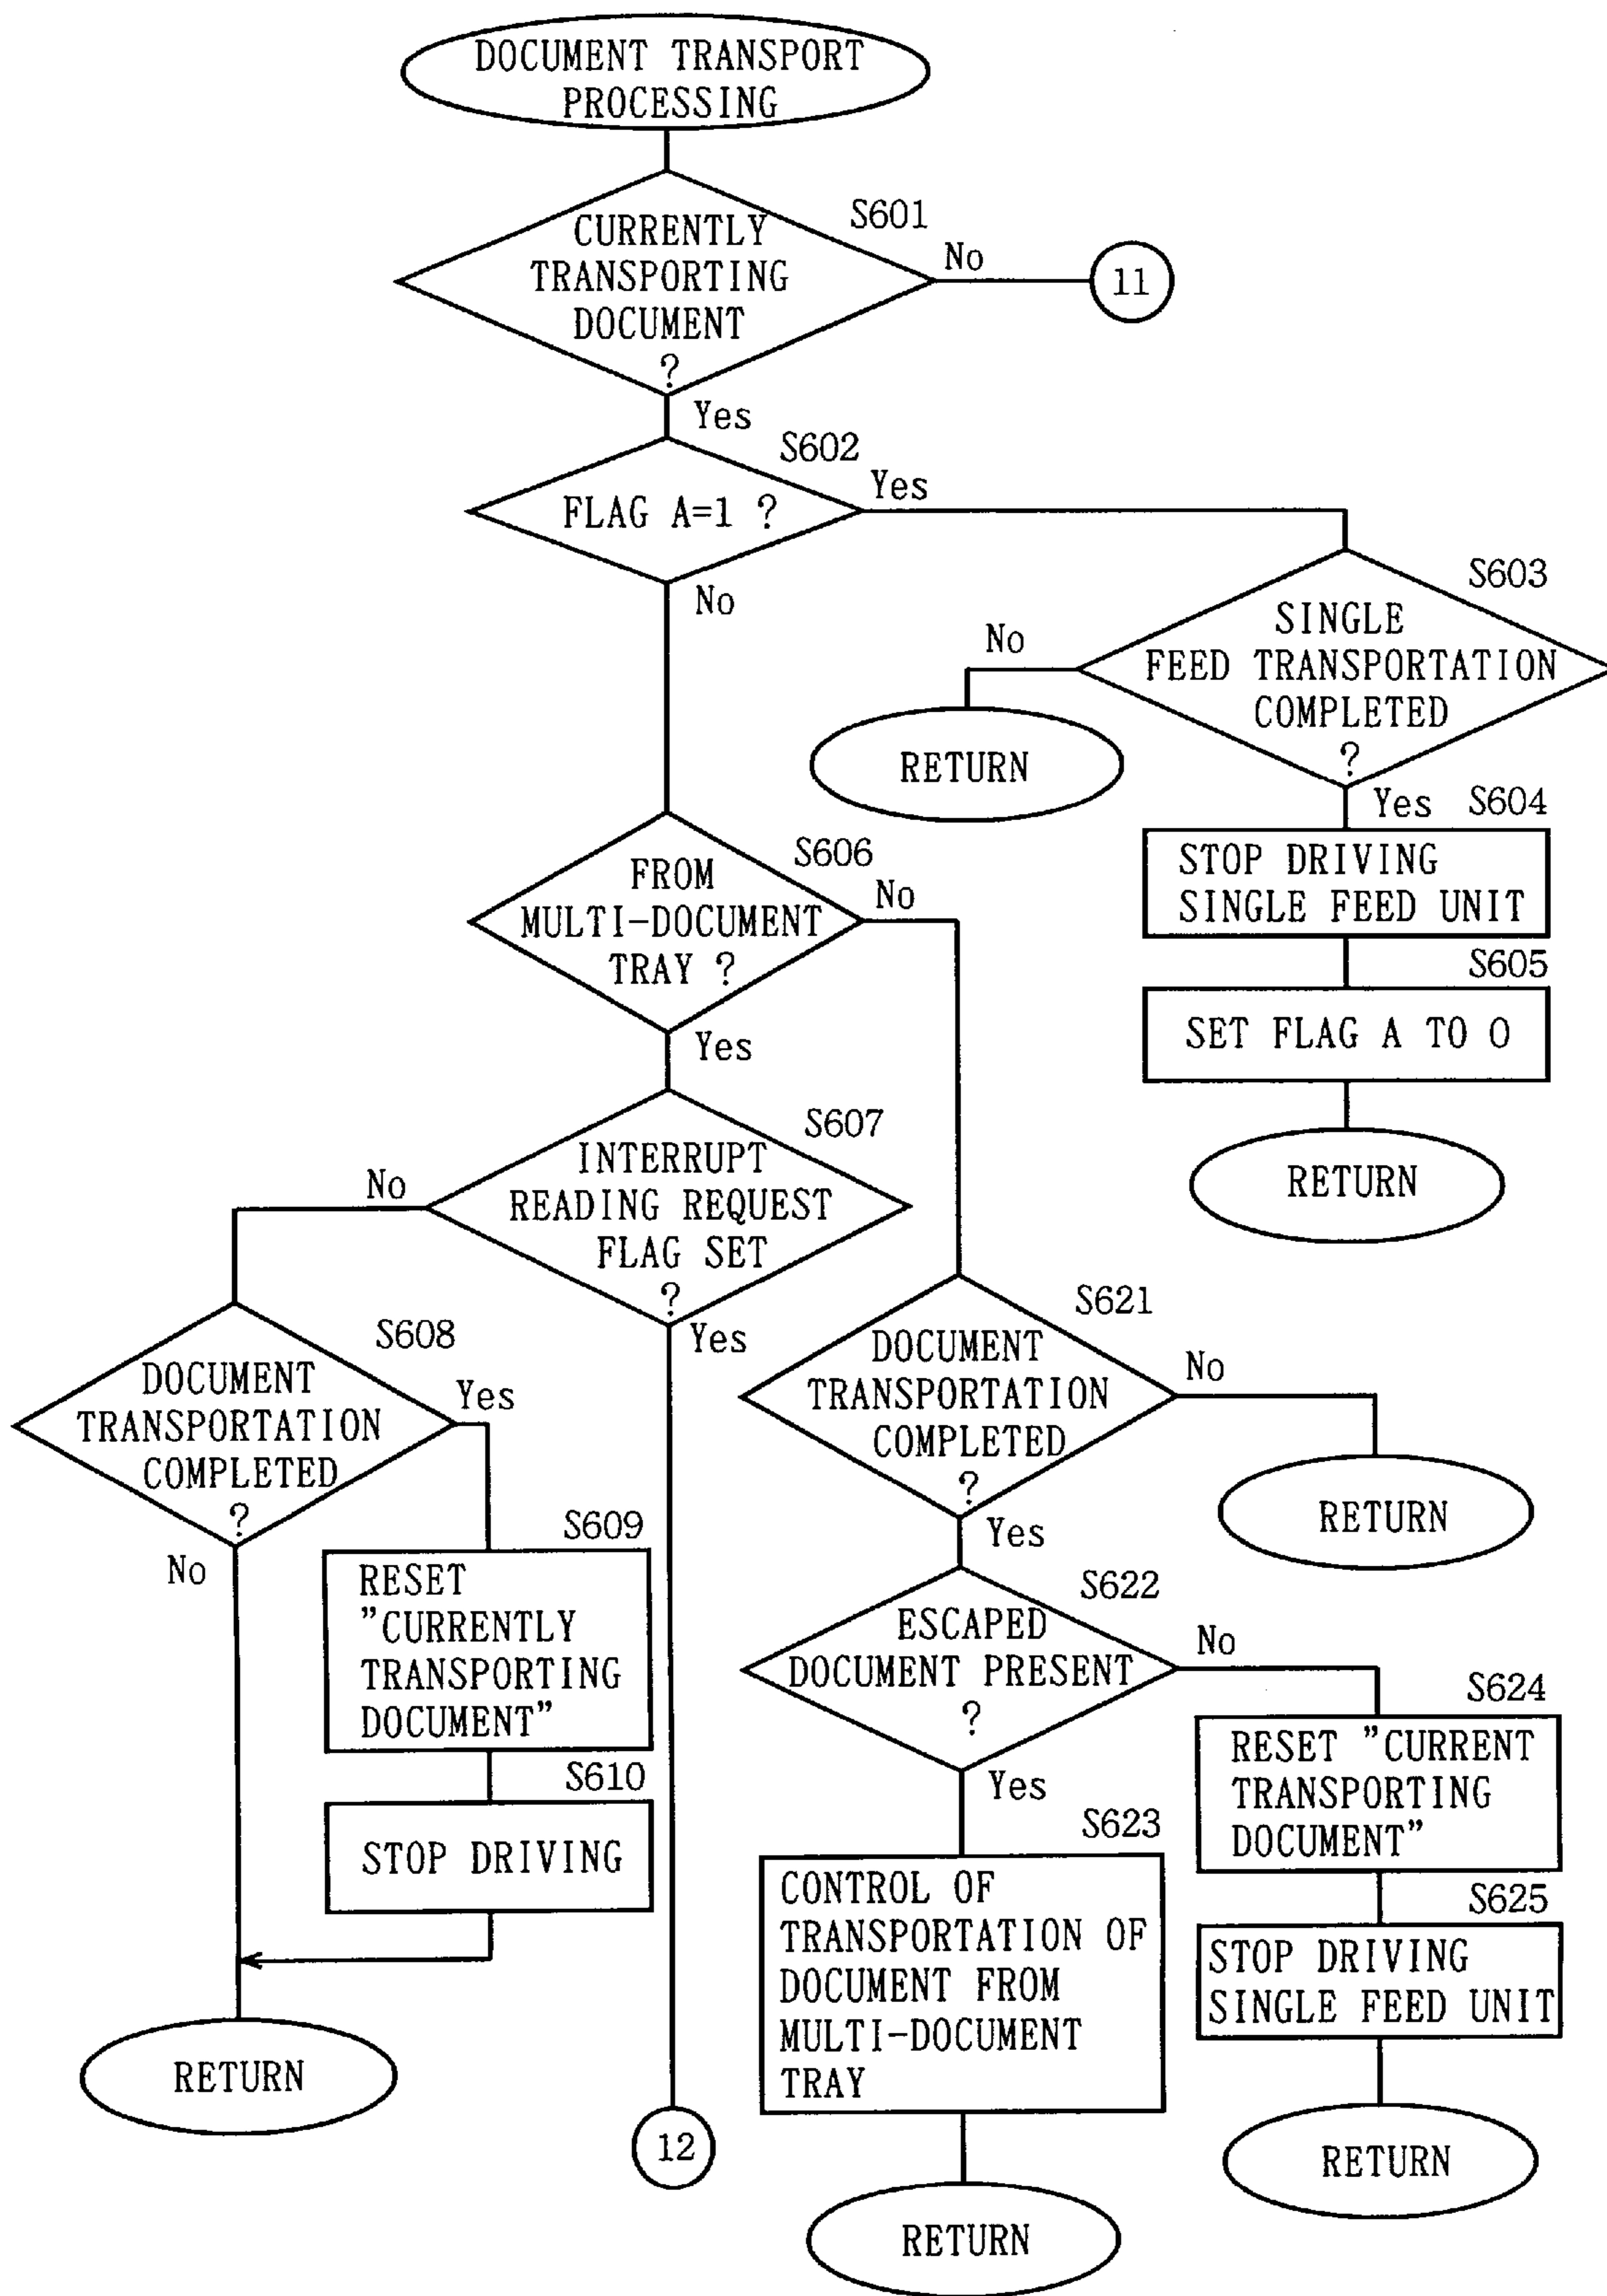 DOCUMENT TRANSPORT
PROCESSING
S601
CURRENTLY
TRANSPORTING
DOCUMENT
?
No
11
Yes
S602
FLAG A=1 ?
Yes
No
S603
SINGLE
FEED TRANSPORTATION
COMPLETED
?
No
RETURN
Yes
S604
STOP DRIVING
SINGLE FEED UNIT
S605
SET FLAG A TO 0
RETURN
S606
FROM
MULTI-DOCUMENT
TRAY ?
No
Yes
S607
INTERRUPT
READING REQUEST
FLAG SET
?
No
Yes
S608
DOCUMENT
TRANSPORTATION
COMPLETED
?
Yes
No
S609
RESET
"CURRENTLY
TRANSPORTING
DOCUMENT"
S610
STOP DRIVING
RETURN
12
S621
DOCUMENT
TRANSPORTATION
COMPLETED
?
No
RETURN
Yes
S622
ESCAPED
DOCUMENT PRESENT
?
No
Yes
S623
CONTROL OF
TRANSPORTATION OF
DOCUMENT FROM
MULTI-DOCUMENT
TRAY
RETURN
S624
RESET "CURRENT
TRANSPORTING
DOCUMENT"
S625
STOP DRIVING
SINGLE FEED UNIT
RETURN